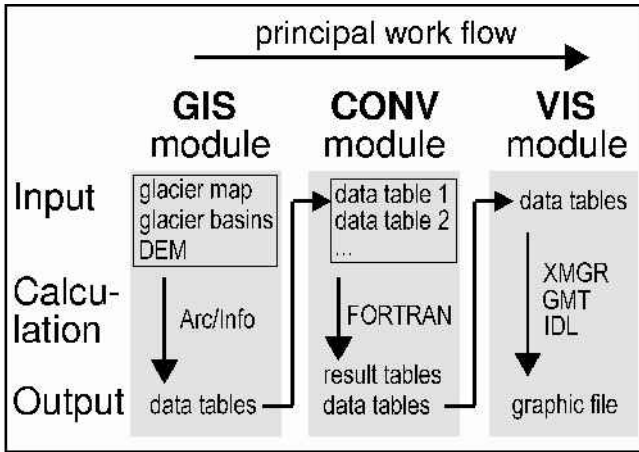 principal work flow
GIS module
CONV module
VIS module
Input
glacier map
glacier basins
DEM
data table 1
data table 2
...
data tables
Calcu-
lation
Arc/Info
FORTRAN
XMGR
GMT
IDL
Output
data tables
result tables
data tables
graphic file